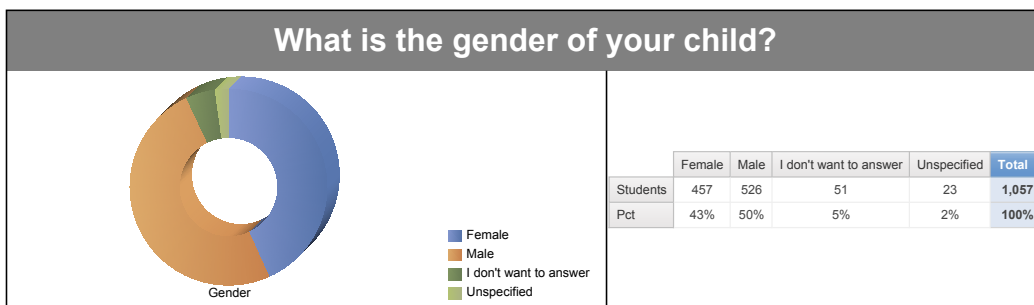 What is the gender of your child?
Gender
Female
Male
I don't want to answer
Unspecified
Female Male I don't want to answer Unspecified Total
Students 457 526 51 23 1,057
Pct 43% 50% 5% 2% 100%